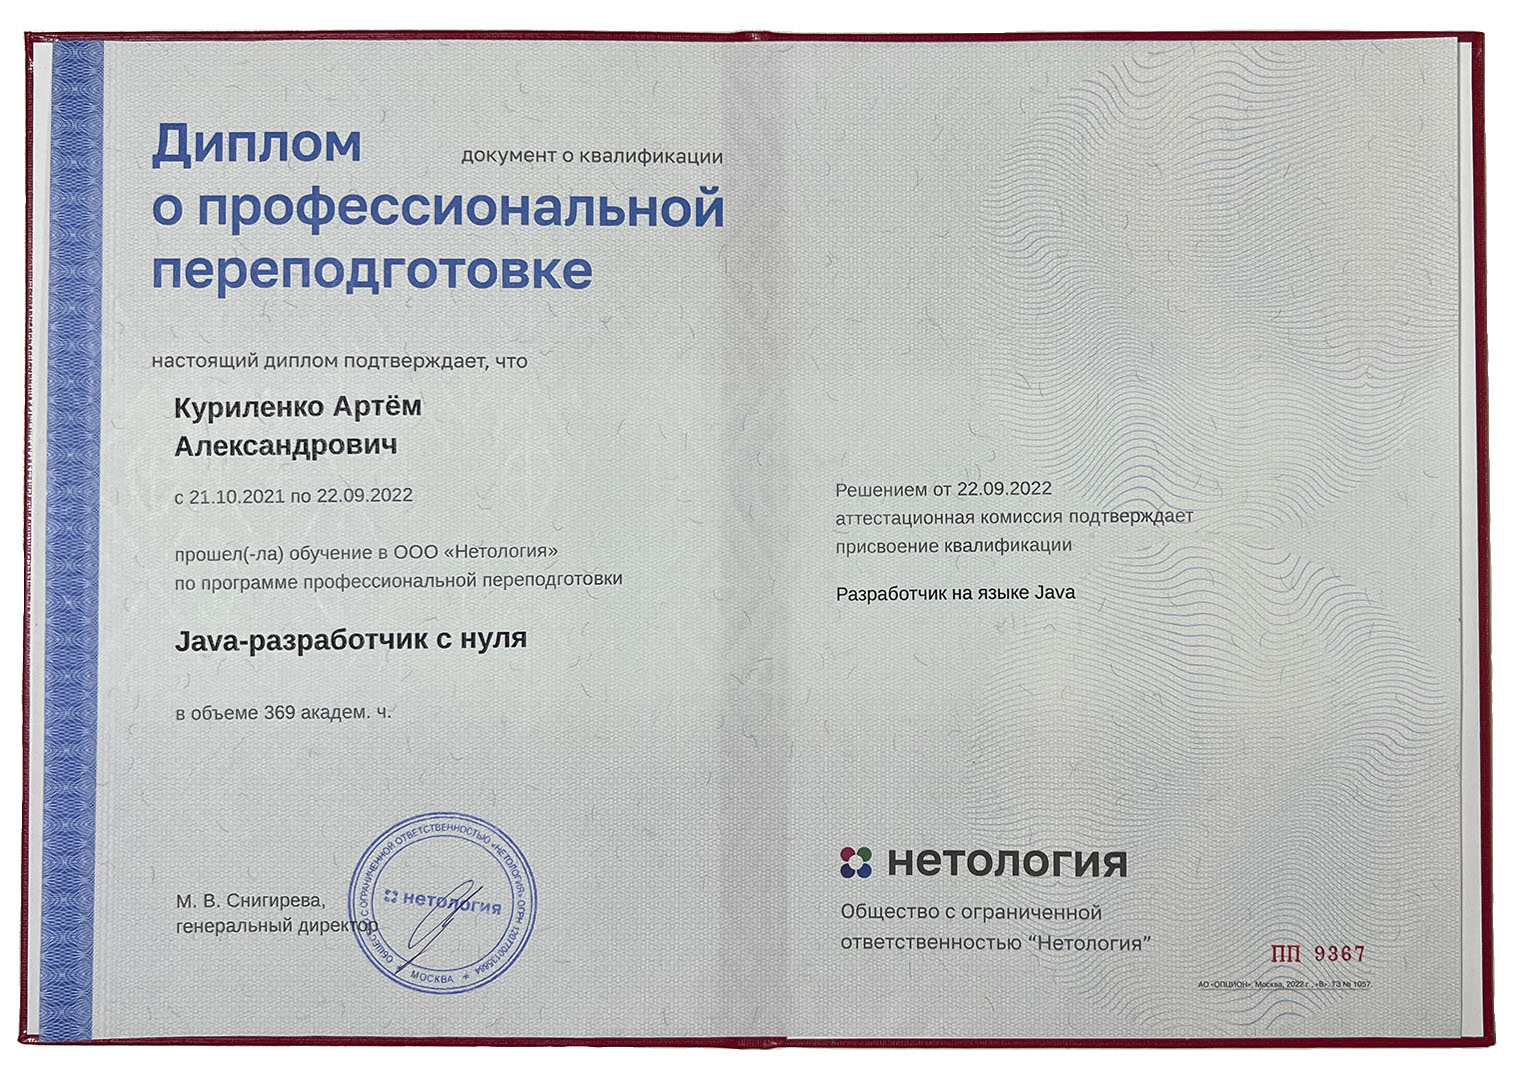 Диплом
документ о квалификации
о профессиональной
переподготовке
настоящий диплом подтверждает, что
Куриленко Артём
Александрович
с 21.10.2021 по 22.09.2022
прошел(-ла) обучение в ООО «Нетология»
по программе профессиональной переподготовки
Java-разработчик с нуля
в объеме 369 академ. ч.
М. В. Снигирева,
генеральный директор
ОБЩЕСТВО С ОГРАНИЧЕННОЙ ОТВЕТСТВЕННОСТЬЮ «НЕТОЛОГИЯ» ОГРН 1207700135884
нетология
* МОСКВА *
Решением от 22.09.2022
аттестационная комиссия подтверждает
присвоение квалификации
Разработчик на языке Java
нетология
Общество с ограниченной
ответственностью “Нетология”
ПП 9367
АО «ОПЦИОН», Москва, 2022 г., «В». ТЗ № 1057.